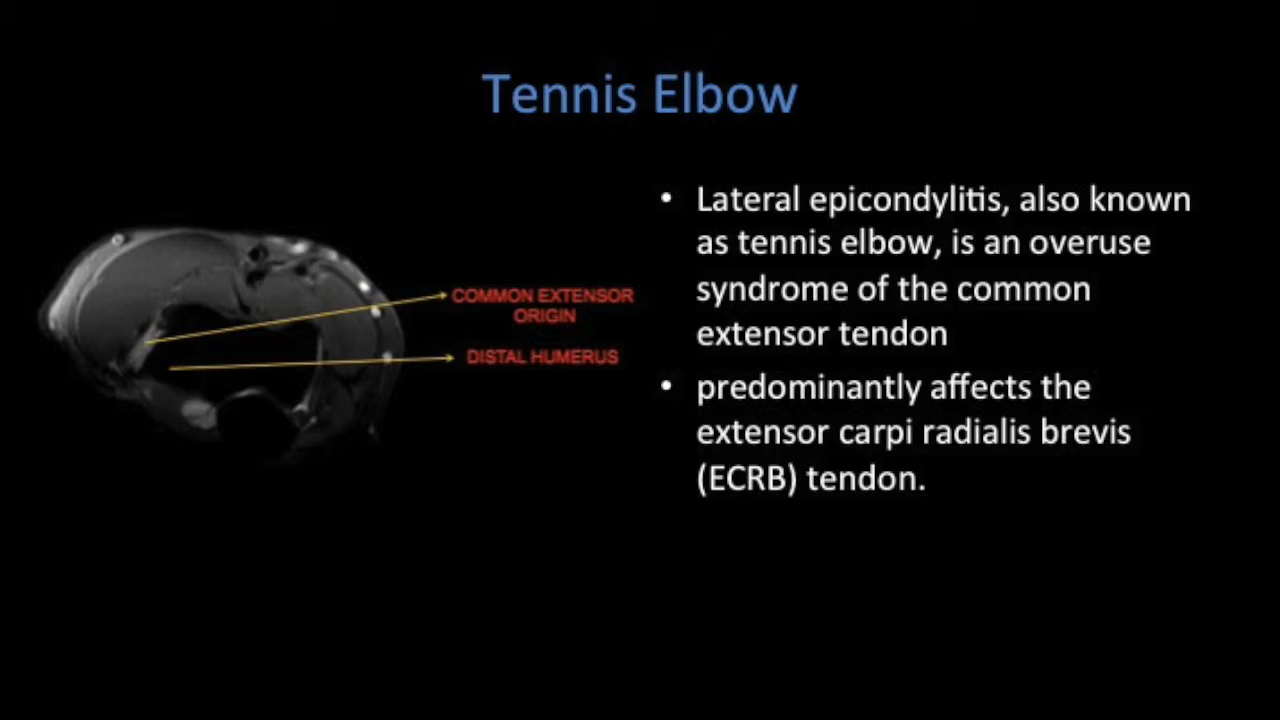 Tennis Elbow
COMMON EXTENSOR
ORIGIN
DISTAL HUMERUS
• Lateral epicondylitis, also known
as tennis elbow, is an overuse
syndrome of the common
extensor tendon
• predominantly affects the
extensor carpi radialis brevis
(ECRB) tendon.